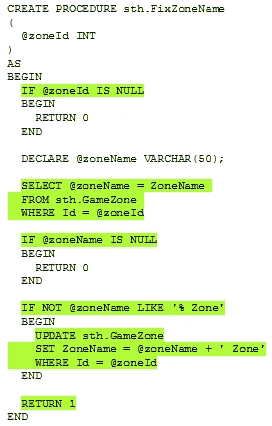 CREATE PROCEDURE sth.FixZoneName
(
  @zoneId INT
)
AS
BEGIN
  IF @zoneId IS NULL
  BEGIN
    RETURN 0
  END

  DECLARE @zoneName VARCHAR(50);

  SELECT @zoneName = ZoneName
  FROM sth.GameZone
  WHERE Id = @zoneId

  IF @zoneName IS NULL
  BEGIN
    RETURN 0
  END

  IF NOT @zoneName LIKE '% Zone'
  BEGIN
    UPDATE sth.GameZone
    SET ZoneName = @zoneName + ' Zone'
    WHERE Id = @zoneId
  END

  RETURN 1
END